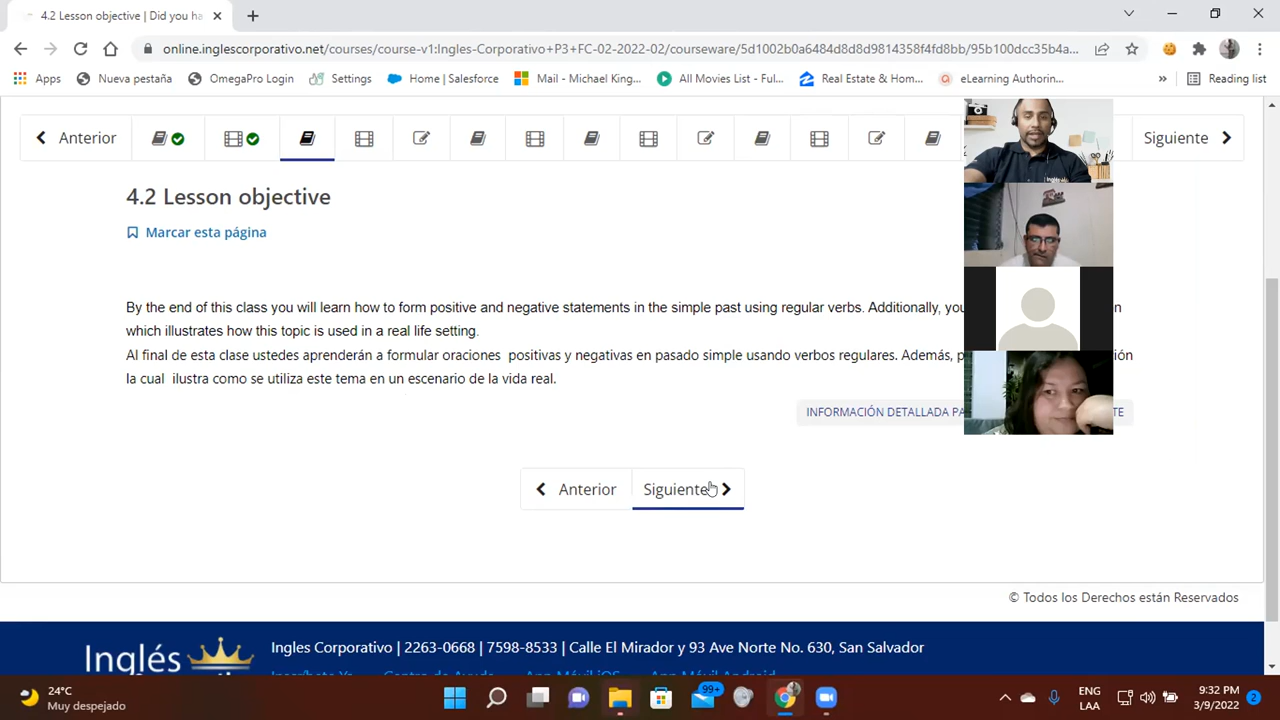 4.2 Lesson objective | Did you ha
online.inglescorporativo.net/courses/course-v1:Ingles-Corporativo+P3+FC-02-2022-02/courseware/5d1002b0a6484d8d8d9814358f4fd8bb/95b100dcc35b4a...
Apps Nueva pestaña OmegaPro Login Settings Home | Salesforce Mail - Michael King... All Movies List - Ful... Real Estate & Hom... eLearning Authorin... » Reading list
Anterior Siguiente
4.2 Lesson objective
Marcar esta página
By the end of this class you will learn how to form positive and negative statements in the simple past using regular verbs. Additionally, you n
which illustrates how this topic is used in a real life setting.
Al final de esta clase ustedes aprenderán a formular oraciones positivas y negativas en pasado simple usando verbos regulares. Además, p ión
la cual ilustra como se utiliza este tema en un escenario de la vida real.
INFORMACIÓN DETALLADA PA TE
Anterior Siguiente
© Todos los Derechos están Reservados
Inglés
Ingles Corporativo | 2263-0668 | 7598-8533 | Calle El Mirador y 93 Ave Norte No. 630, San Salvador
24°C
Muy despejado
99+
ENG
LAA
9:32 PM
3/9/2022
2